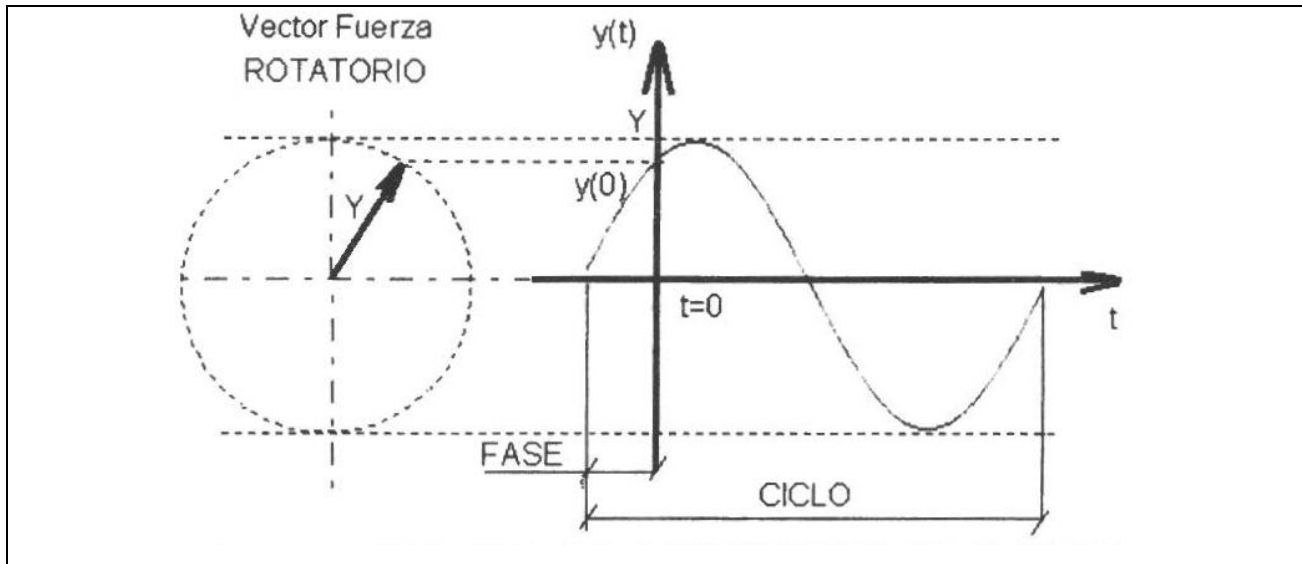 Vector Fuerza
ROTATORIO
y(t)
Y
y(0)
Y
t=0
t
FASE
CICLO